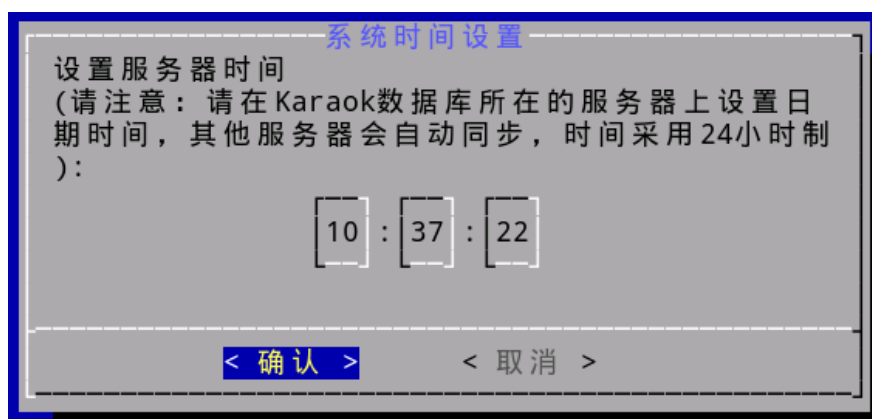 系统时间设置
设置服务器时间
(请注意：请在Karaok数据库所在的服务器上设置日
期时间，其他服务器会自动同步，时间采用24小时制
):
10 : 37 : 22
< 确认 > < 取消 >